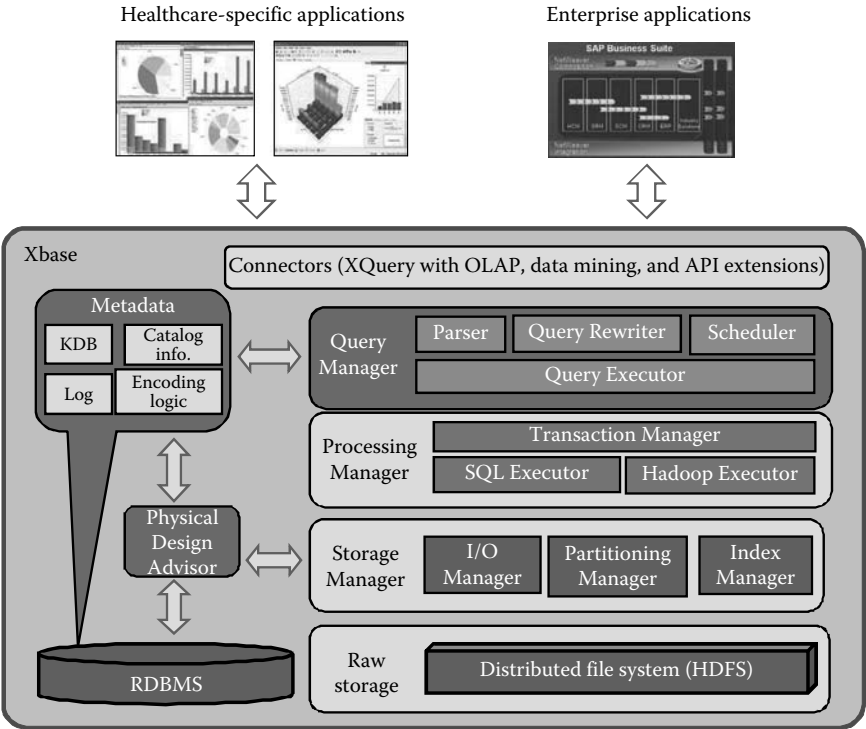 Healthcare-specific applications
Enterprise applications
SAP Business Suite
Xbase
Connectors (XQuery with OLAP, data mining, and API extensions)
Metadata
KDB
Catalog
info.
Log
Encoding
logic
Query
Manager
Parser
Query Rewriter
Scheduler
Query Executor
Processing
Manager
Transaction Manager
SQL Executor
Hadoop Executor
Physical
Design
Advisor
Storage
Manager
I/O
Manager
Partitioning
Manager
Index
Manager
RDBMS
Raw
storage
Distributed file system (HDFS)